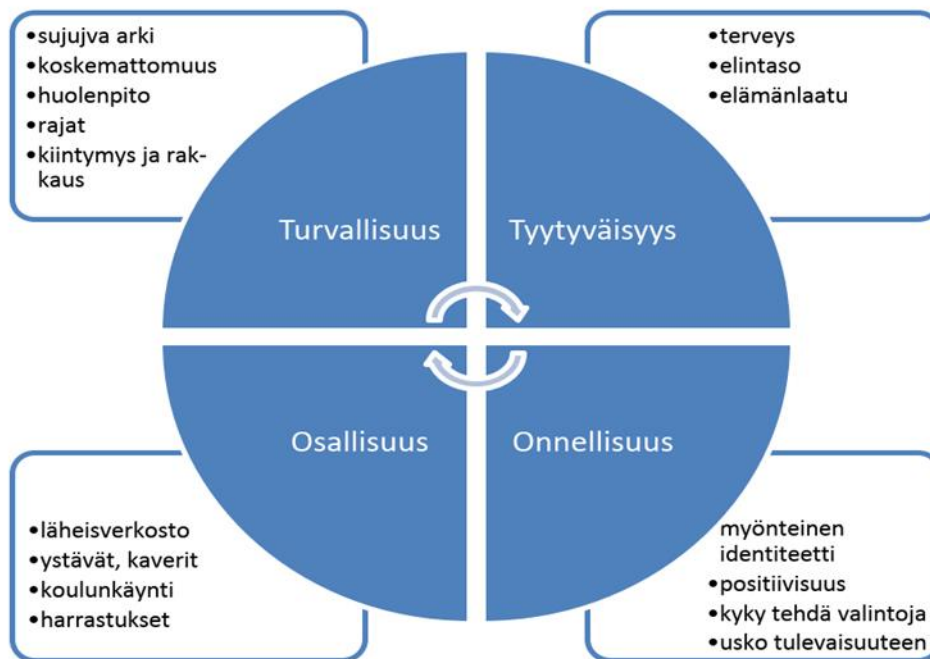 •sujujva arki
•koskemattomuus
•huolenpito
•rajat
•kiintymys ja rak-
kaus
•terveys
•elintaso
•elämänlaatu
Turvallisuus
Tyytyväisyys
Osallisuus
Onnellisuus
•läheisverkosto
•ystävät, kaverit
•koulunkäynti
•harrastukset
myönteinen
identiteetti
•positiivisuus
•kyky tehdä valintoja
•usko tulevaisuuteen